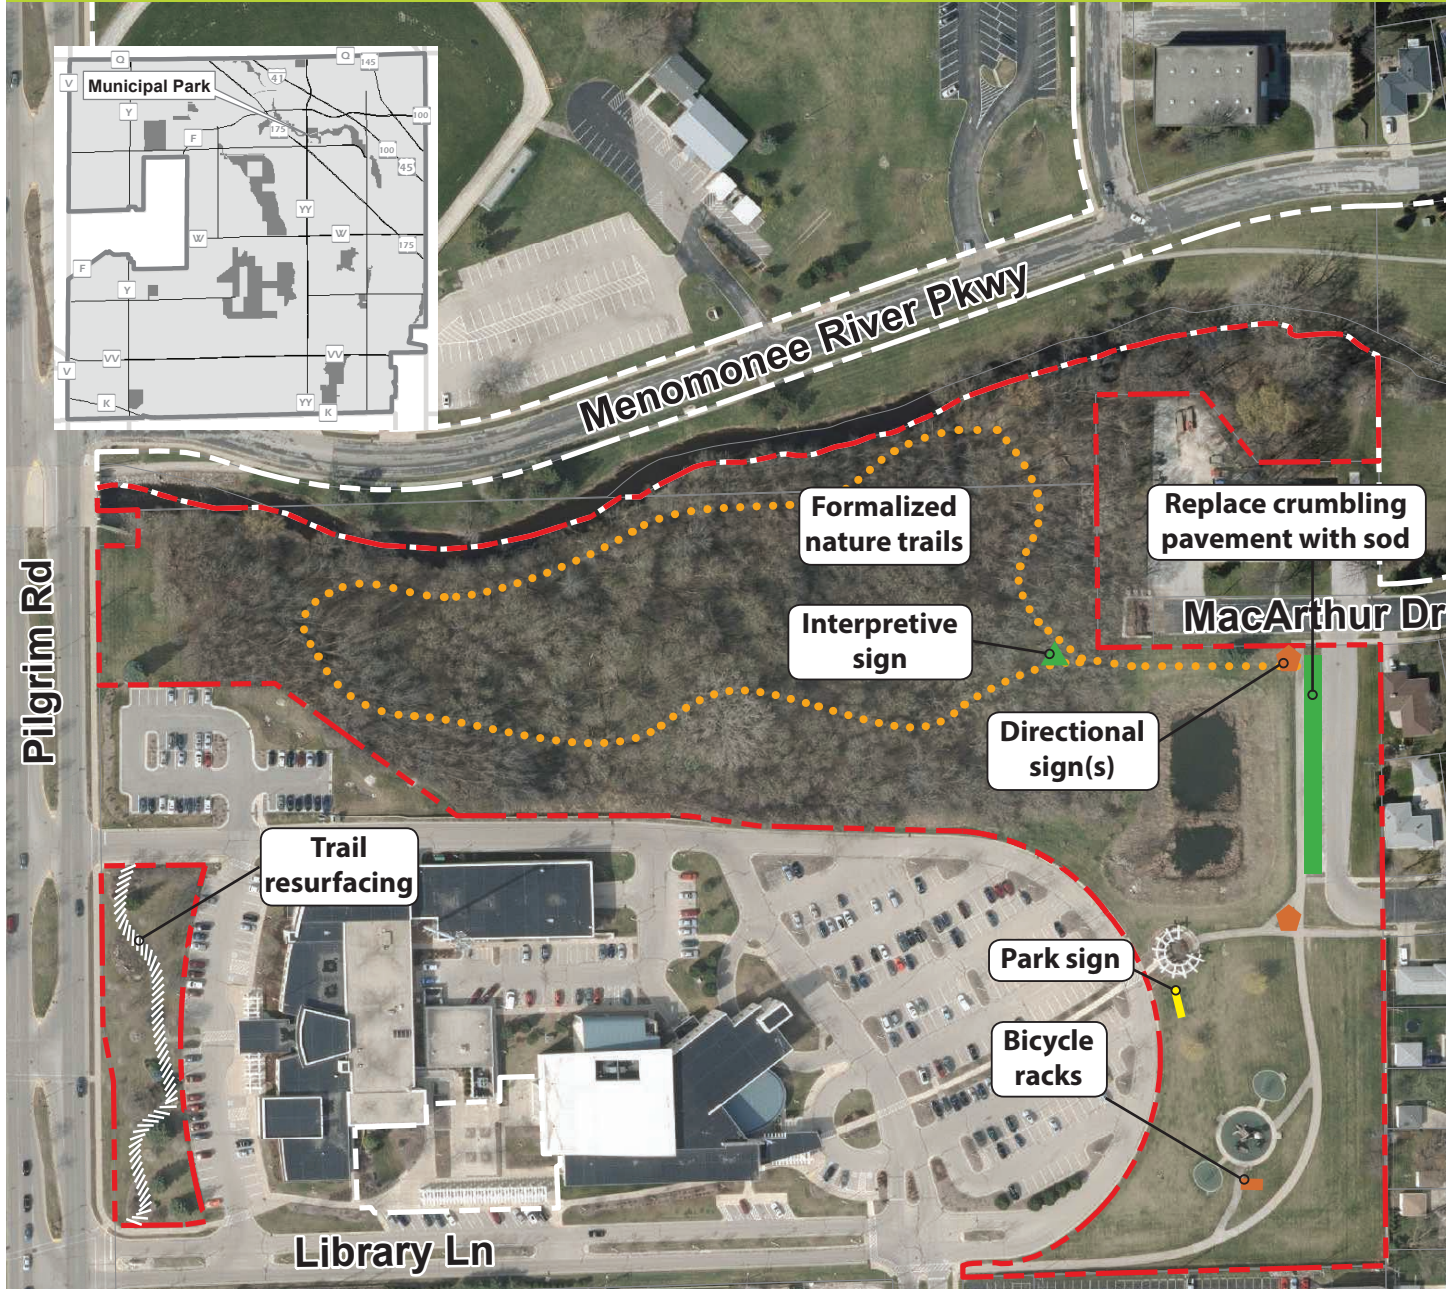 Q
Q
145
V
41
Municipal Park
Y
100
175
F
100
45
YY
W
W
175
F
Y
VV
VV
V
K
YY
K
Menomonee River Pkwy
Formalized
nature trails
Replace crumbling
pavement with sod
Pilgrim Rd
MacArthur Dr
Interpretive
sign
Directional
sign(s)
Trail
resurfacing
Park sign
Bicycle
racks
Library Ln